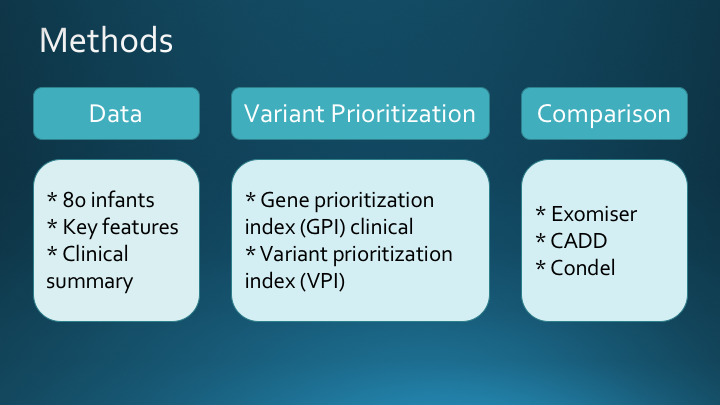 Methods
Data
Variant Prioritization
Comparison
* 80 infants
* Key features
* Clinical
summary
* Gene prioritization
index (GPI) clinical
* Variant prioritization
index (VPI)
* Exomiser
* CADD
* Condel